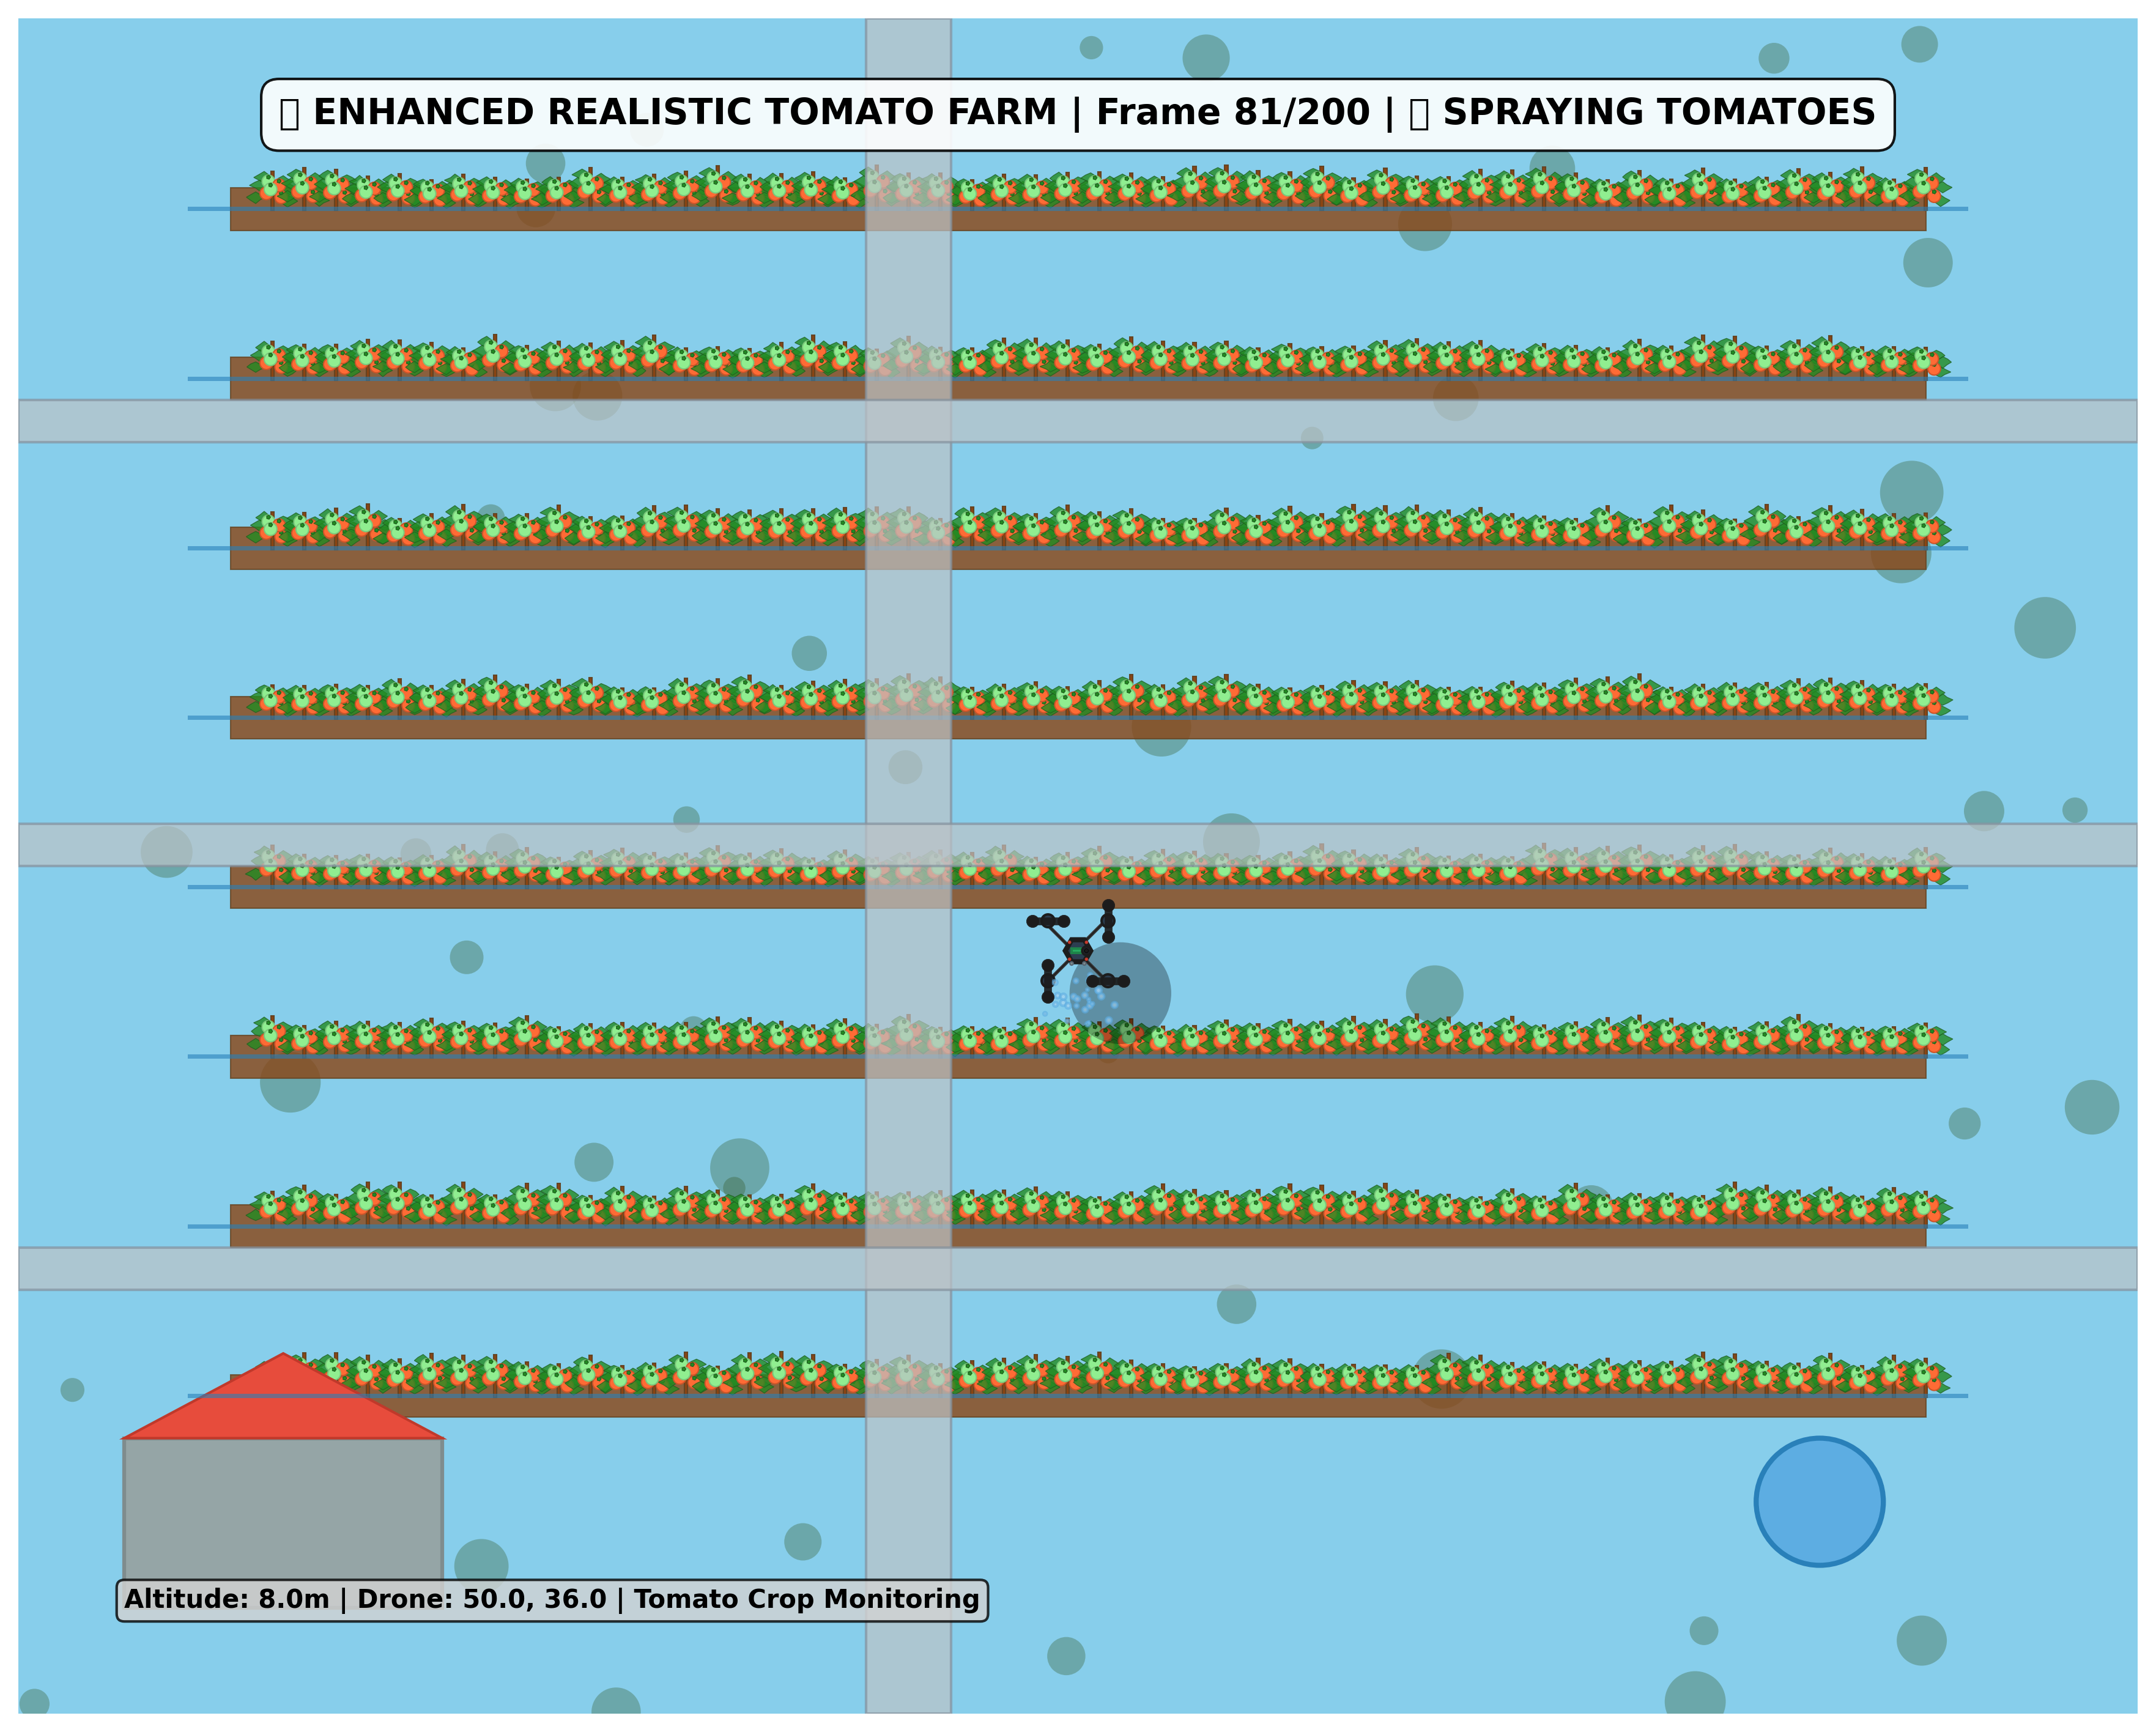 ▯ ENHANCED REALISTIC TOMATO FARM | Frame 81/200 | ▯ SPRAYING TOMATOES
Altitude: 8.0m | Drone: 50.0, 36.0 | Tomato Crop Monitoring